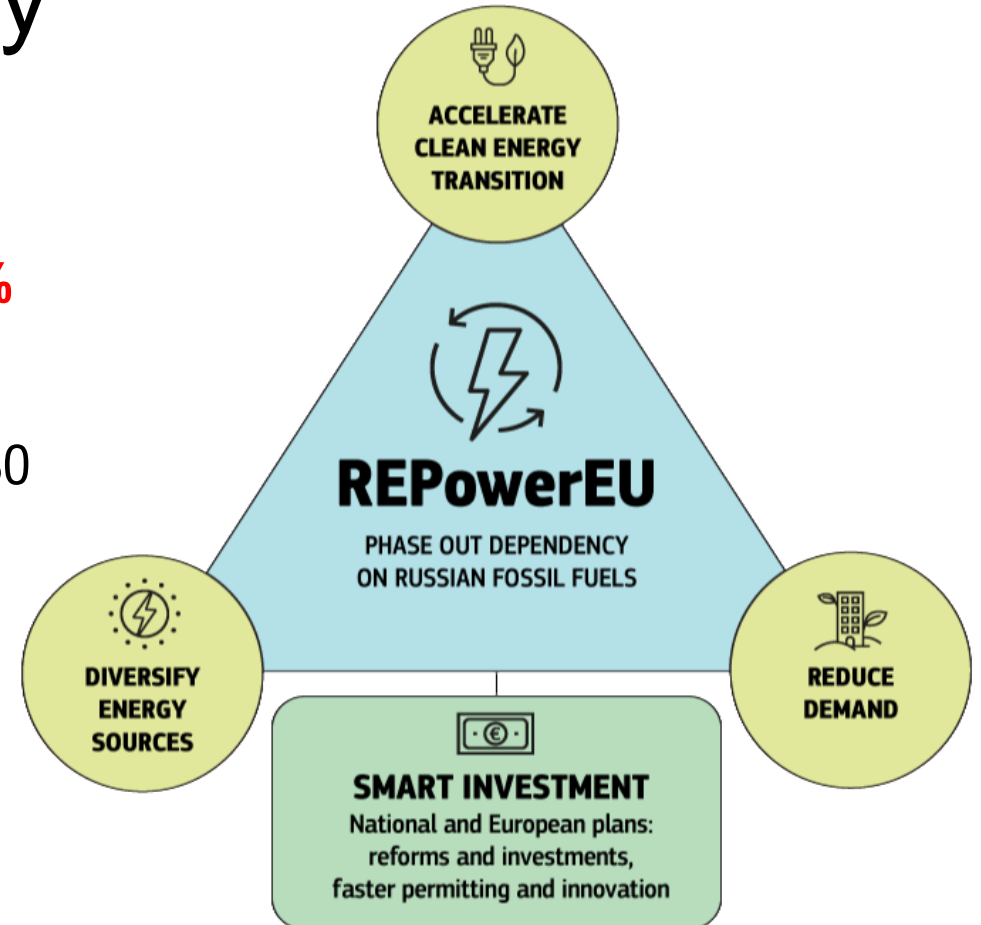 y
ACCELERATE
CLEAN ENERGY
TRANSITION
%
0
REPowerEU
PHASE OUT DEPENDENCY
ON RUSSIAN FOSSIL FUELS
DIVERSIFY
ENERGY
SOURCES
REDUCE
DEMAND
€
SMART INVESTMENT
National and European plans:
reforms and investments,
faster permitting and innovation